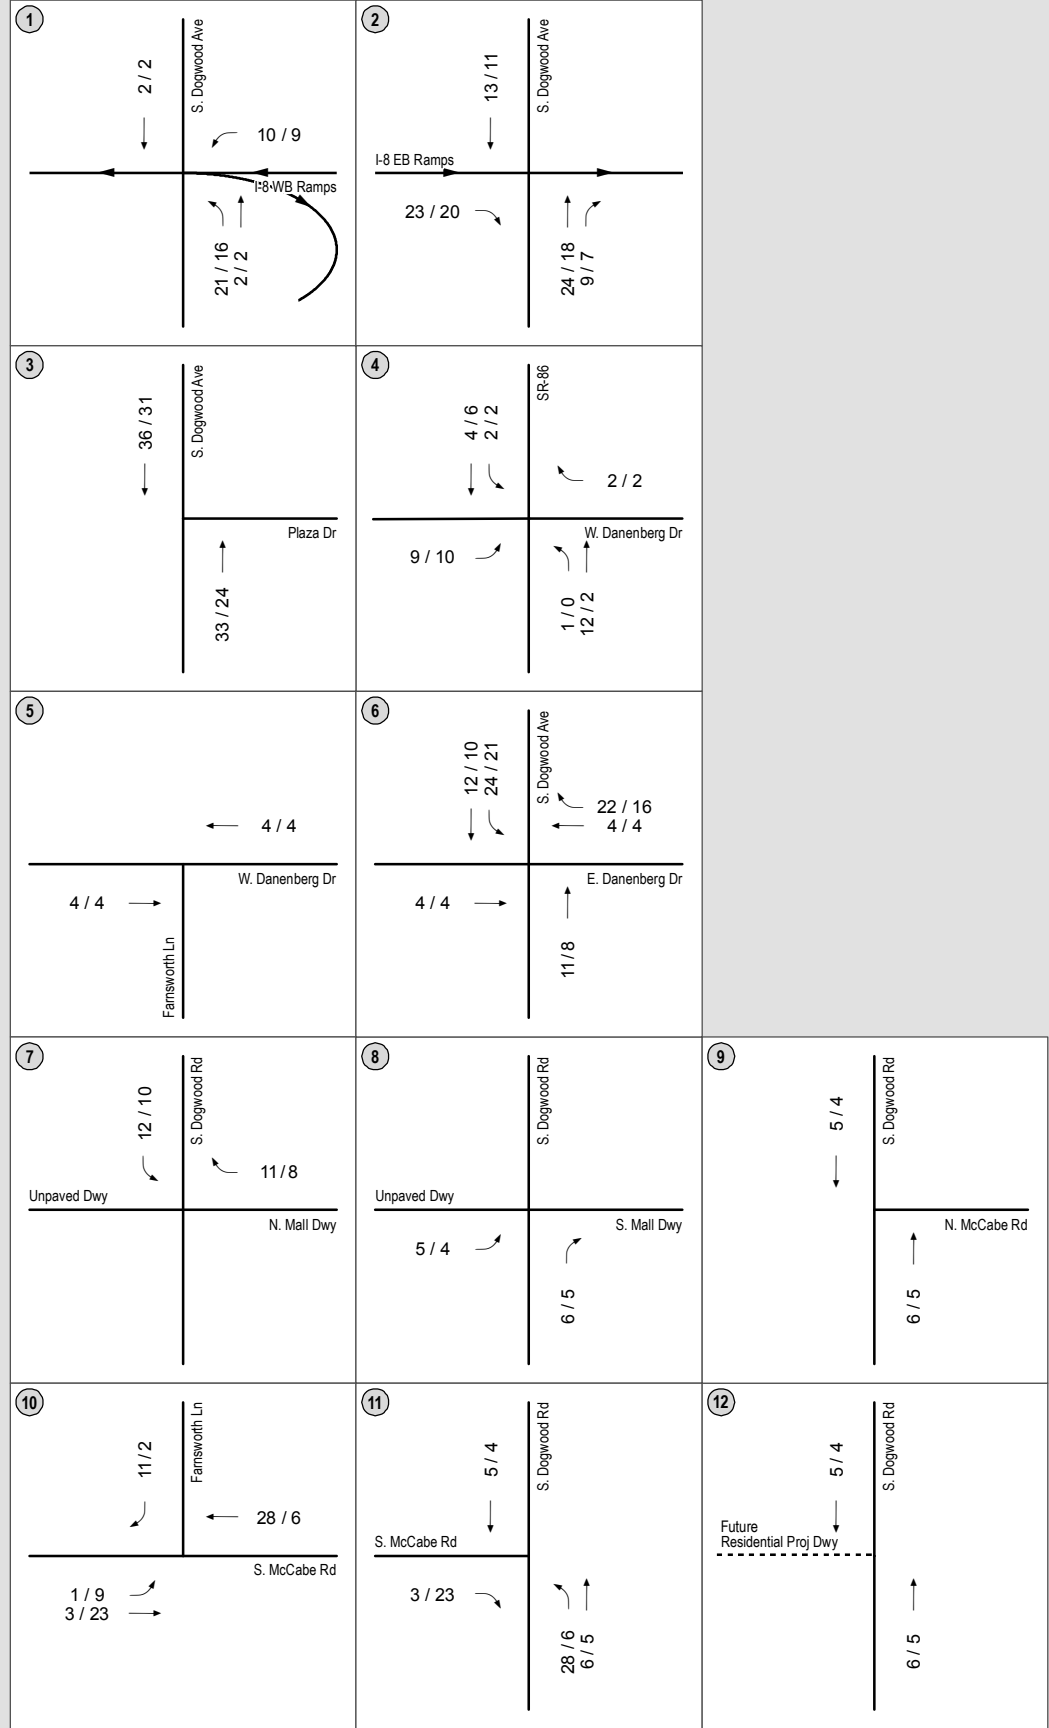 1
2 / 2
S. Dogwood Ave
10 / 9
I-8 WB Ramps
21 / 16
2 / 2
2
13 / 11
S. Dogwood Ave
I-8 EB Ramps
23 / 20
24 / 18
9 / 7
3
36 / 31
S. Dogwood Ave
Plaza Dr
33 / 24
4
4 / 6
2 / 2
SR-86
2 / 2
W. Danenberg Dr
9 / 10
1 / 0
12 / 2
5
4 / 4
W. Danenberg Dr
4 / 4
Farnsworth Ln
6
12 / 10
24 / 21
S. Dogwood Ave
22 / 16
4 / 4
E. Danenberg Dr
4 / 4
11 / 8
7
12 / 10
S. Dogwood Rd
11 / 8
Unpaved Dwy
N. Mall Dwy
8
S. Dogwood Rd
Unpaved Dwy
S. Mall Dwy
5 / 4
6 / 5
9
5 / 4
S. Dogwood Rd
N. McCabe Rd
6 / 5
10
11 / 2
Farnsworth Ln
28 / 6
S. McCabe Rd
1 / 9
3 / 23
11
5 / 4
S. Dogwood Rd
S. McCabe Rd
3 / 23
28 / 6
6 / 5
12
5 / 4
S. Dogwood Rd
Future
Residential Proj Dwy
6 / 5